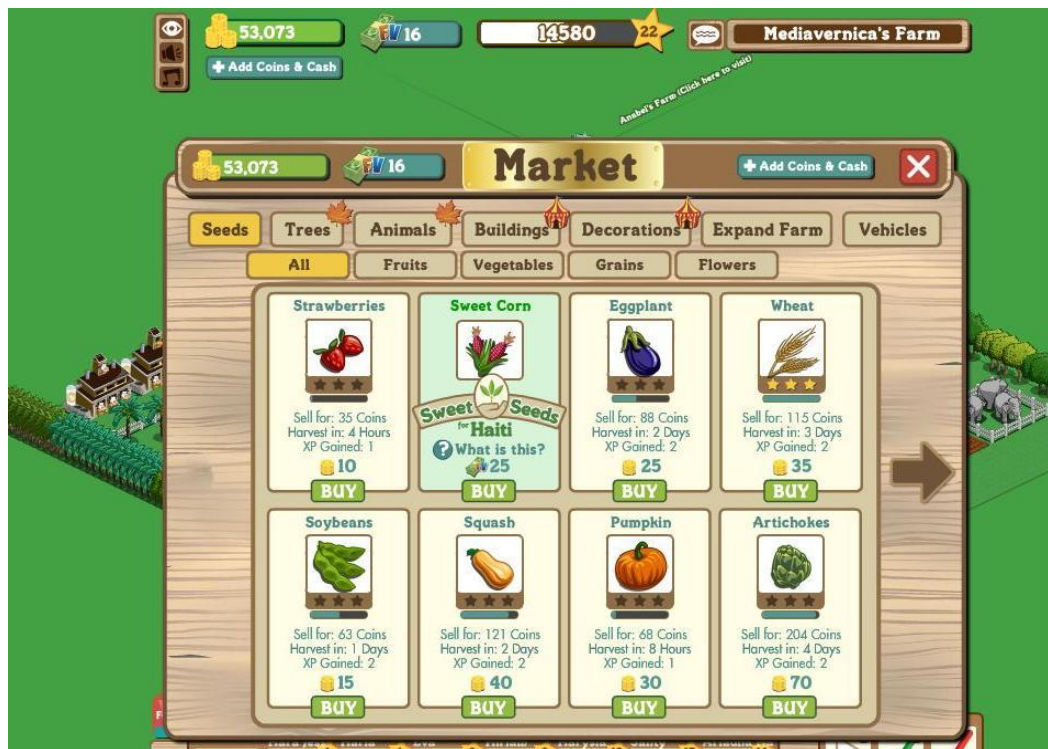 53,073
FV 16
14580
22
Mediavernica's Farm
+ Add Coins & Cash
Anabel's Farm (Click here to visit)
53,073
FV 16
Market
+ Add Coins & Cash
Seeds Trees Animals Buildings Decorations Expand Farm Vehicles
All Fruits Vegetables Grains Flowers
Strawberries
Sell for: 35 Coins
Harvest in: 4 Hours
XP Gained: 1
10
BUY
Sweet Corn
Sweet Seeds
for Haiti
? What is this?
25
BUY
Eggplant
Sell for: 88 Coins
Harvest in: 2 Days
XP Gained: 2
25
BUY
Wheat
Sell for: 115 Coins
Harvest in: 3 Days
XP Gained: 2
35
BUY
Soybeans
Sell for: 63 Coins
Harvest in: 1 Days
XP Gained: 2
15
BUY
Squash
Sell for: 121 Coins
Harvest in: 2 Days
XP Gained: 2
40
BUY
Pumpkin
Sell for: 68 Coins
Harvest in: 8 Hours
XP Gained: 1
30
BUY
Artichokes
Sell for: 204 Coins
Harvest in: 4 Days
XP Gained: 2
70
BUY